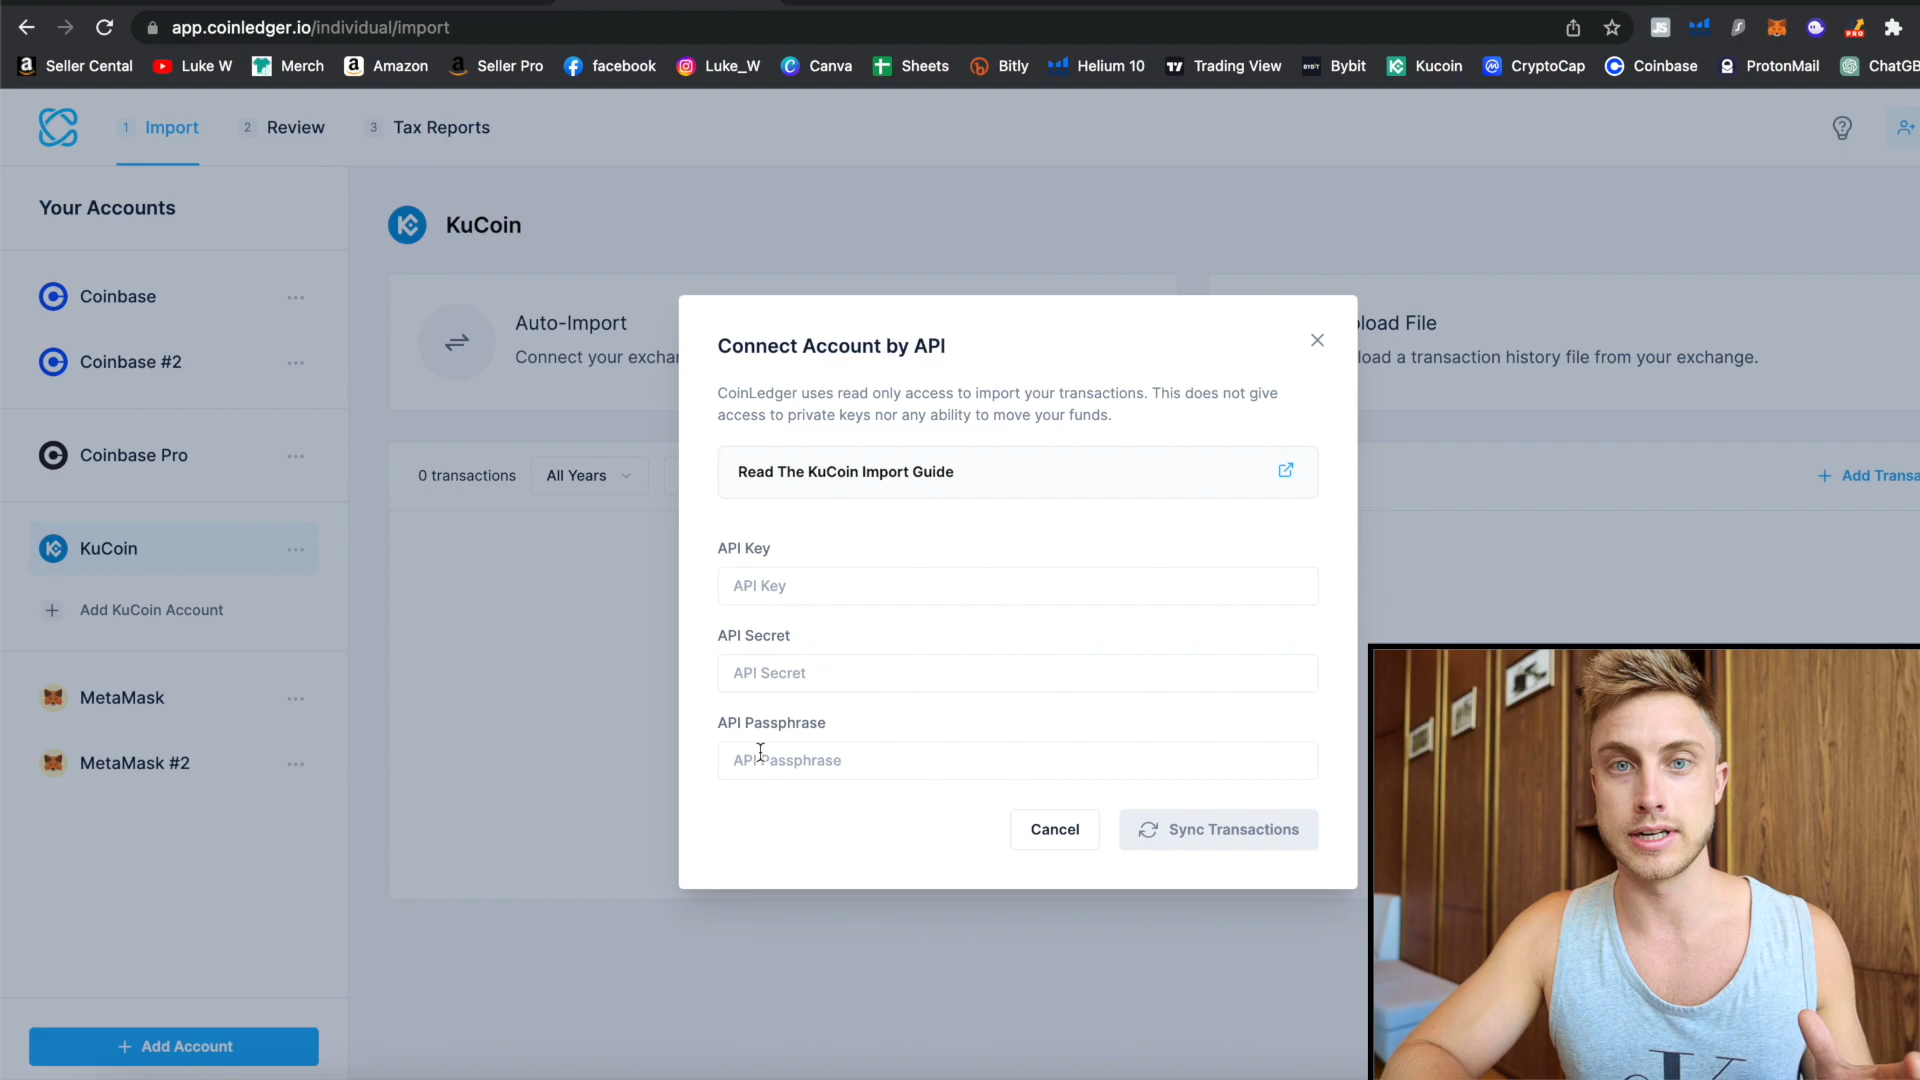 app.coinledger.io/individual/import
Seller Cental
Luke W
Merch
Amazon
Seller Pro
facebook
Luke_W
Canva
Sheets
Bitly
Helium 10
Trading View
BYBIT
Bybit
Kucoin
CryptoCap
Coinbase
ProtonMail
ChatGB
JS
PRO
1 Import
2 Review
3 Tax Reports
Your Accounts
Coinbase
Coinbase #2
Coinbase Pro
KuCoin
+ Add KuCoin Account
MetaMask
MetaMask #2
+ Add Account
KuCoin
Auto-Import
Connect your exchan
load File
load a transaction history file from your exchange.
0 transactions
All Years
+ Add Transa
Connect Account by API
CoinLedger uses read only access to import your transactions. This does not give
access to private keys nor any ability to move your funds.
Read The KuCoin Import Guide
API Key
API Key
API Secret
API Secret
API Passphrase
API Passphrase
Cancel
Sync Transactions